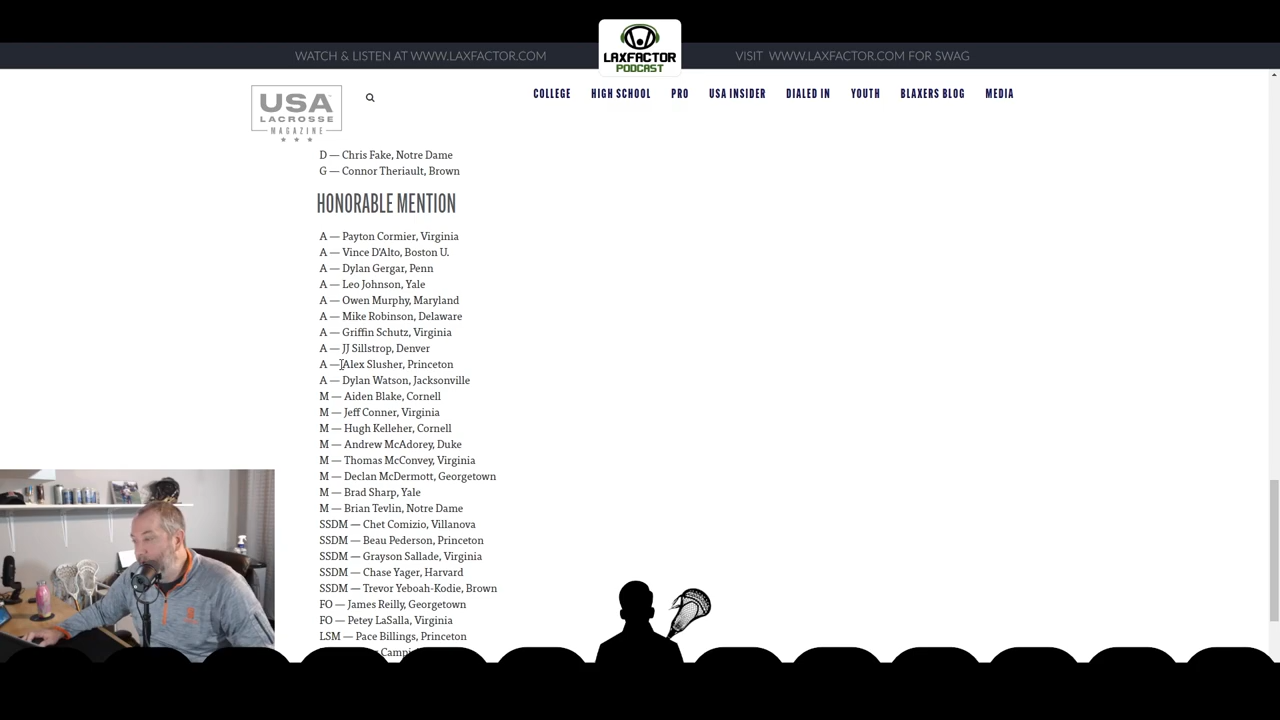 WATCH & LISTEN AT WWW.LAXFACTOR.COM
LAXFACTOR
PODCAST
VISIT WWW.LAXFACTOR.COM FOR SWAG
USA
LACROSSE
MAGAZINE
COLLEGE HIGH SCHOOL PRO USA INSIDER DIALED IN YOUTH BLAXERS BLOG MEDIA
D — Chris Fake, Notre Dame
G — Connor Theriault, Brown
HONORABLE MENTION
A — Payton Cormier, Virginia
A — Vince D'Alto, Boston U.
A — Dylan Gergar, Penn
A — Leo Johnson, Yale
A — Owen Murphy, Maryland
A — Mike Robinson, Delaware
A — Griffin Schutz, Virginia
A — JJ Sillstrop, Denver
A — Alex Slusher, Princeton
A — Dylan Watson, Jacksonville
M — Aiden Blake, Cornell
M — Jeff Conner, Virginia
M — Hugh Kelleher, Cornell
M — Andrew McAdorey, Duke
M — Thomas McConvey, Virginia
M — Declan McDermott, Georgetown
M — Brad Sharp, Yale
M — Brian Tevlin, Notre Dame
SSDM — Chet Comizio, Villanova
SSDM — Beau Pederson, Princeton
SSDM — Grayson Sallade, Virginia
SSDM — Chase Yager, Harvard
SSDM — Trevor Yeboah-Kodie, Brown
FO — James Reilly, Georgetown
FO — Petey LaSalla, Virginia
LSM — Pace Billings, Princeton